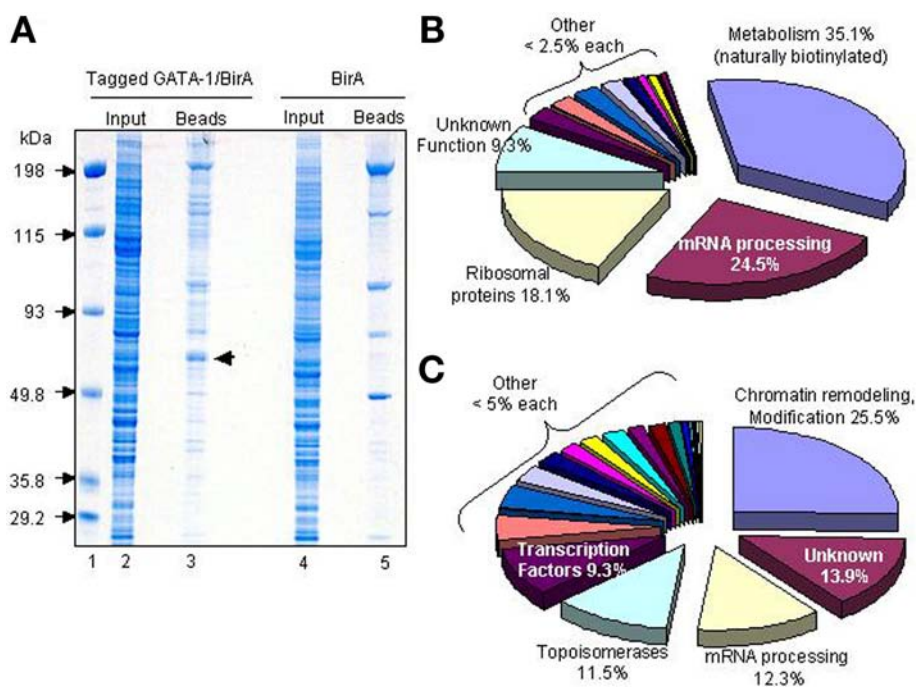 A
Tagged GATA-1/BirA
BirA
Input
Beads
Input
Beads
kDa
198
115
93
49.8
35.8
29.2
1
2
3
4
5
B
Other
< 2.5% each
Metabolism 35.1%
(naturally biotinylated)
Unknown
Function 9.3%
mRNA processing
24.5%
Ribosomal
proteins 18.1%
C
Other
< 5% each
Chromatin remodeling,
Modification 25.5%
Transcription
Factors 9.3%
Unknown
13.9%
Topoisomerases
11.5%
mRNA processing
12.3%